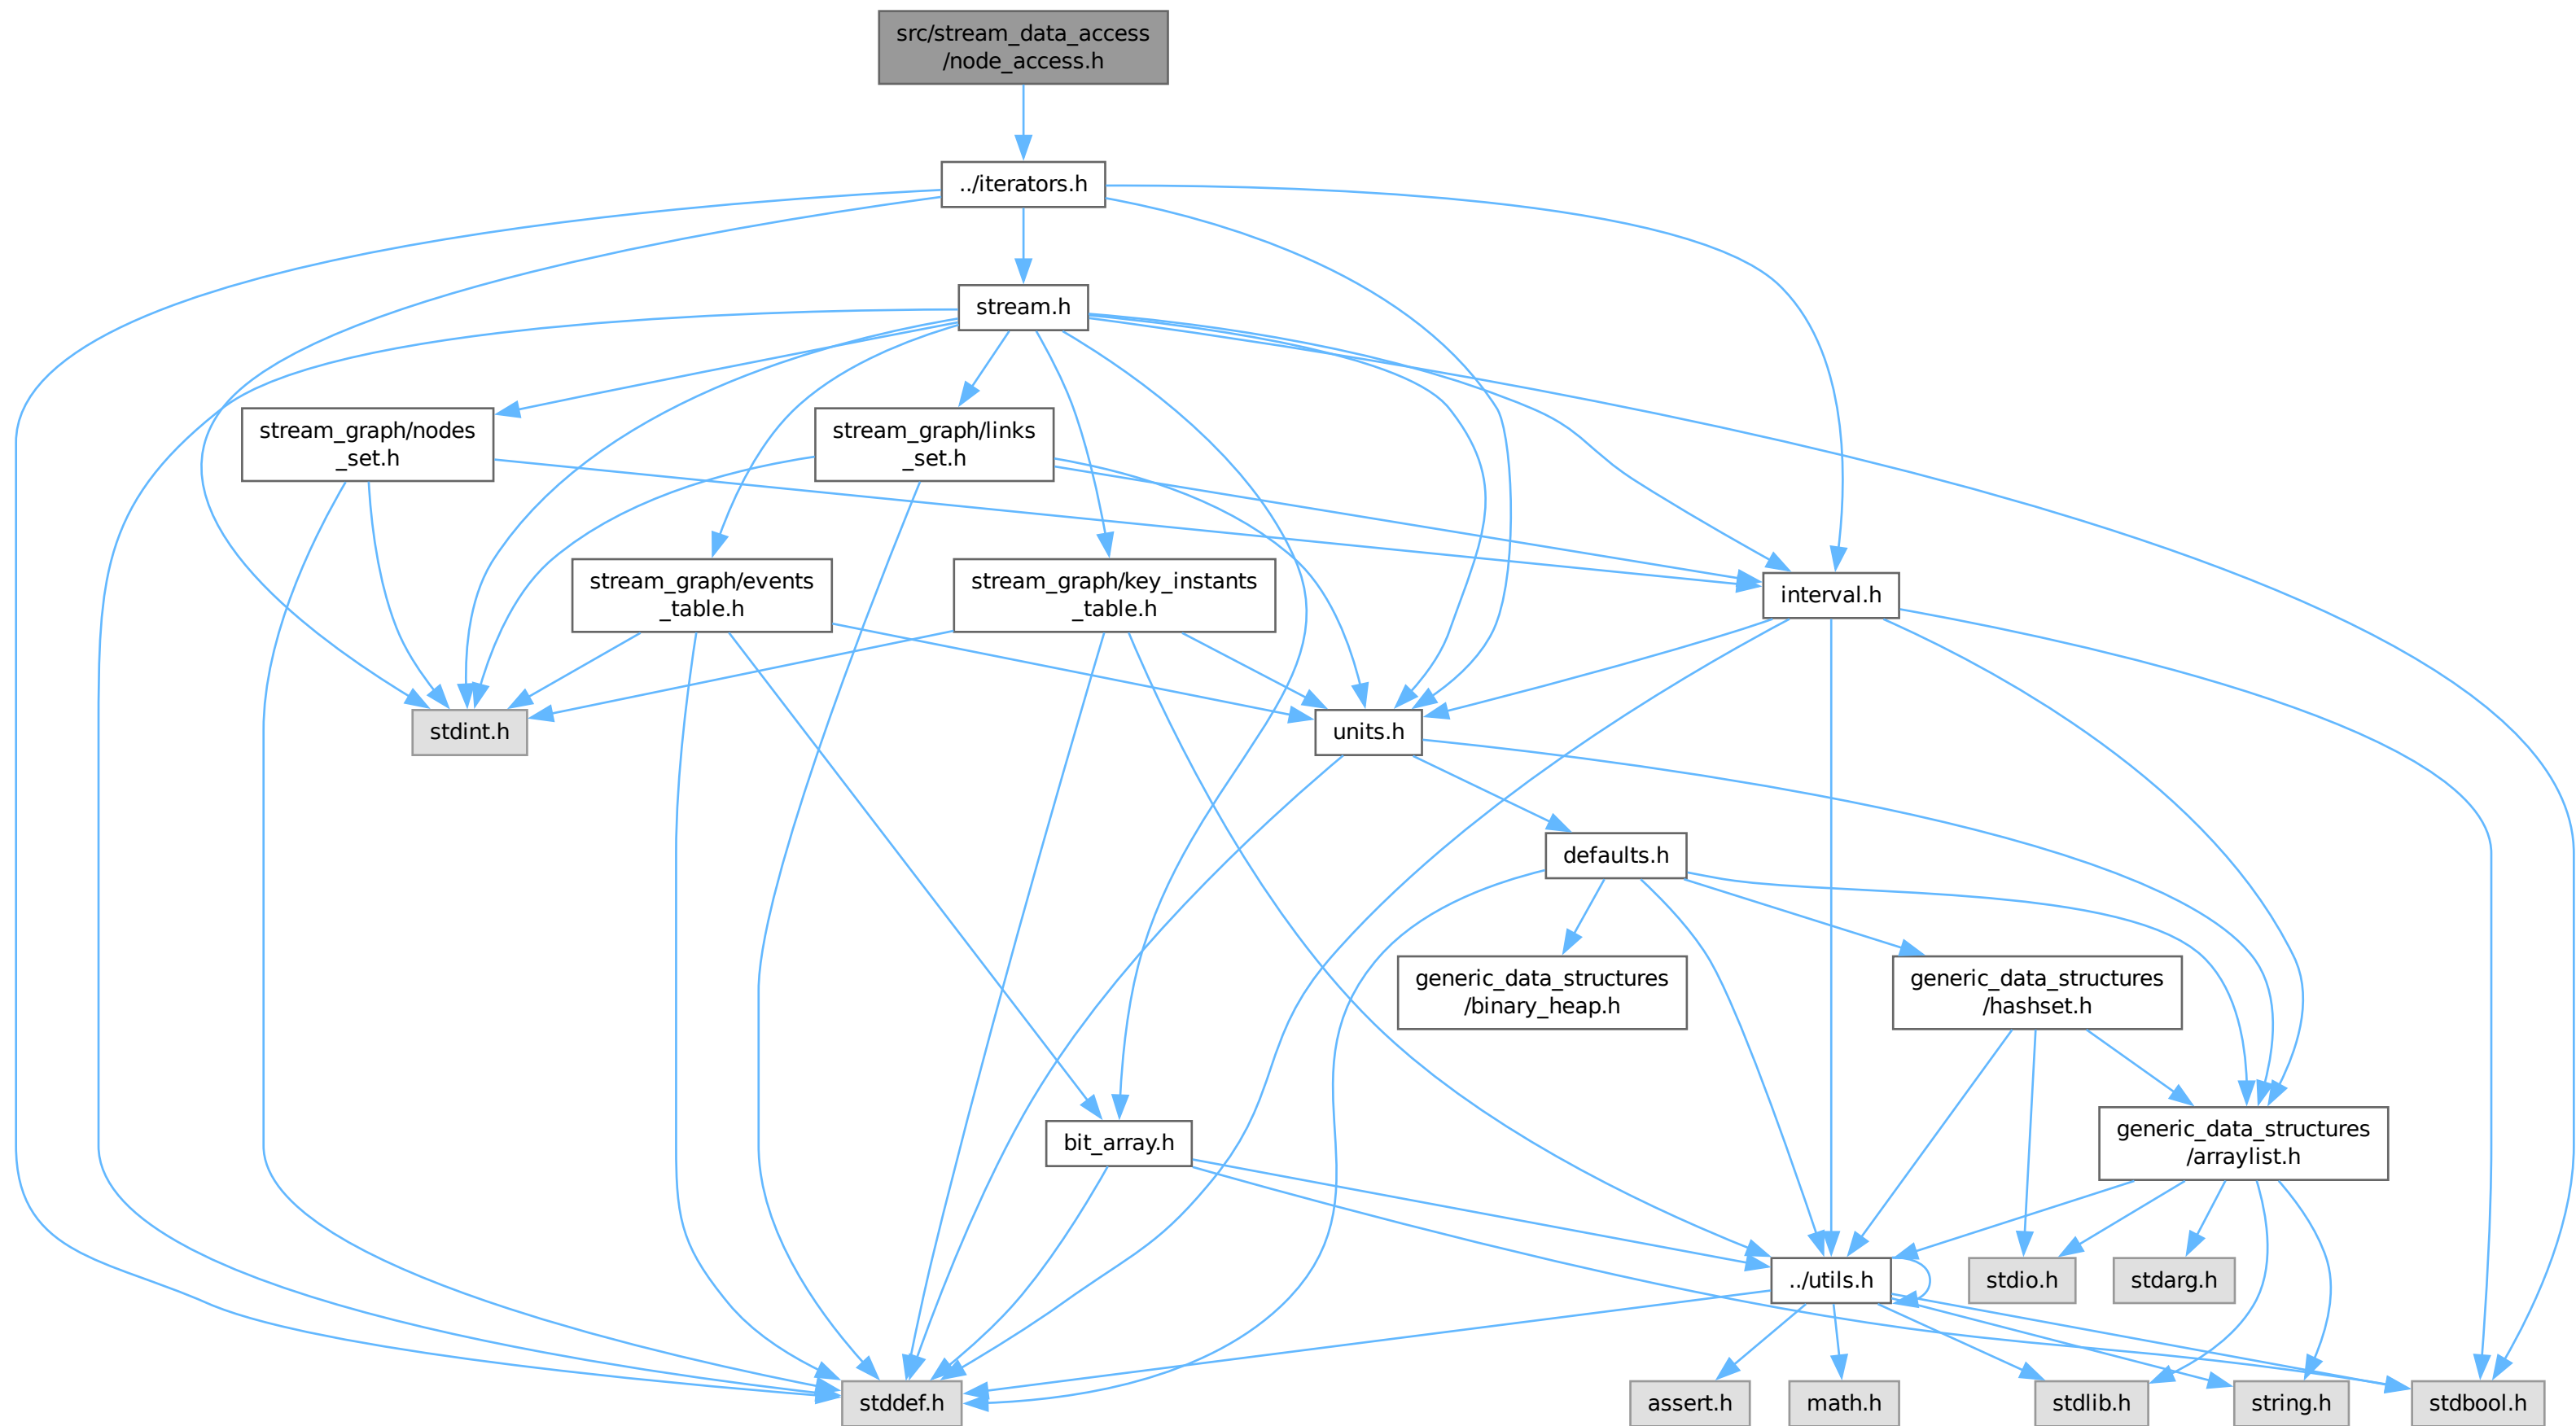 src/stream_data_access
/node_access.h
../iterators.h
stream.h
stream_graph/nodes
_set.h
stream_graph/links
_set.h
stream_graph/events
_table.h
stream_graph/key_instants
_table.h
interval.h
stdint.h
units.h
defaults.h
generic_data_structures
/binary_heap.h
generic_data_structures
/hashset.h
bit_array.h
generic_data_structures
/arraylist.h
../utils.h
stdio.h
stdarg.h
stddef.h
assert.h
math.h
stdlib.h
string.h
stdbool.h